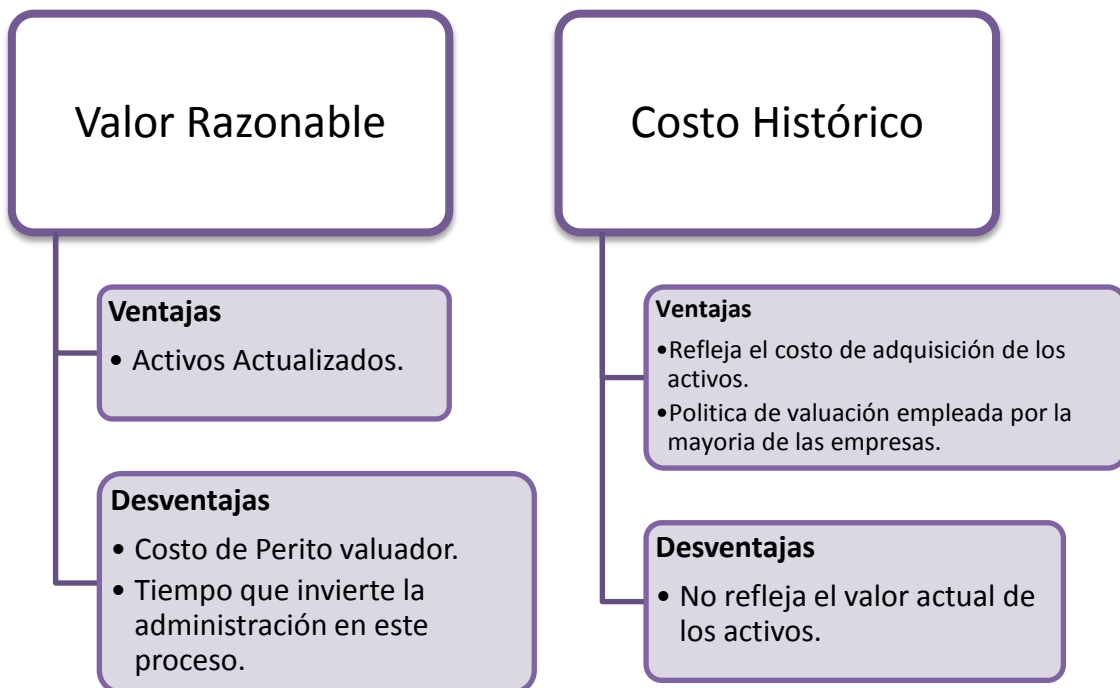 Valor Razonable
Ventajas
• Activos Actualizados.
Desventajas
• Costo de Perito valuador.
• Tiempo que invierte la
administración en este
proceso.
Costo Histórico
Ventajas
•Refleja el costo de adquisición de los
activos.
•Politica de valuación empleada por la
mayoria de las empresas.
Desventajas
• No refleja el valor actual de
los activos.